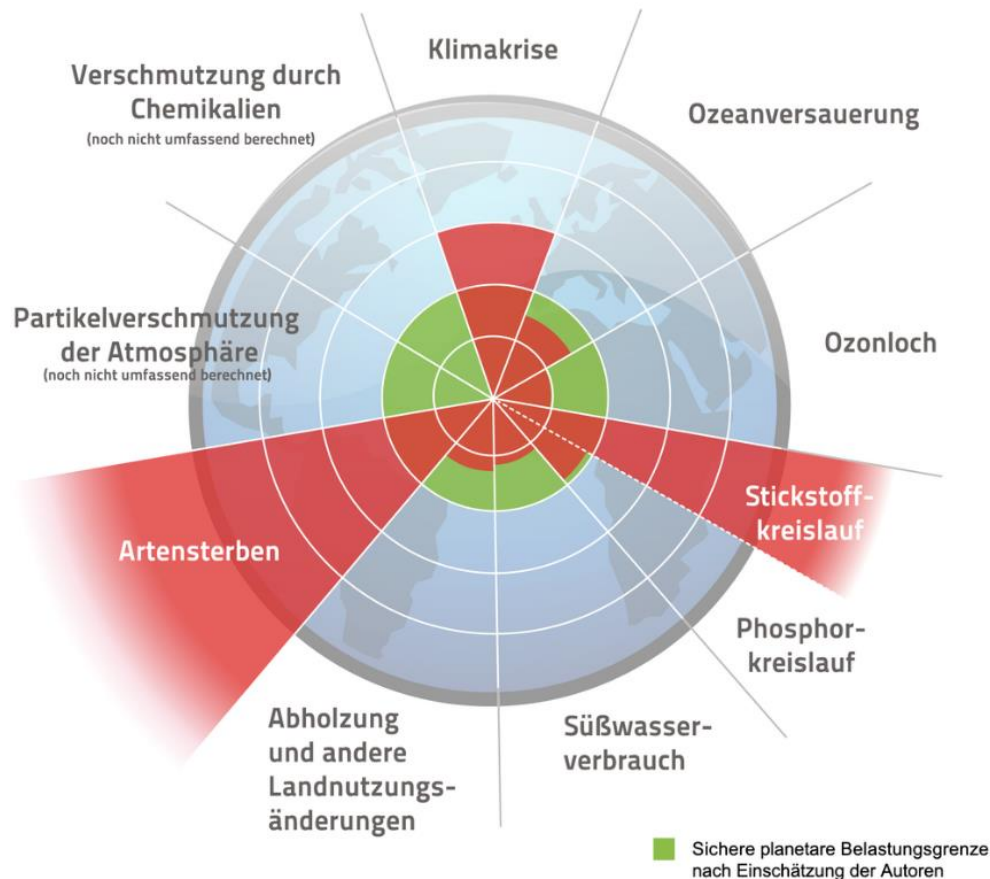 Klimakrise
Verschmutzung durch
Chemikalien
(noch nicht umfassend berechnet)
Ozeanversauerung
Partikelverschmutzung
der Atmosphäre
(noch nicht umfassend berechnet)
Ozonloch
Stickstoff-
kreislauf
Artensterben
Phosphor-
kreislauf
Abholzung
und andere
Landnutzungs-
änderungen
Süßwasser-
verbrauch
Sichere planetare Belastungsgrenze
nach Einschätzung der Autoren